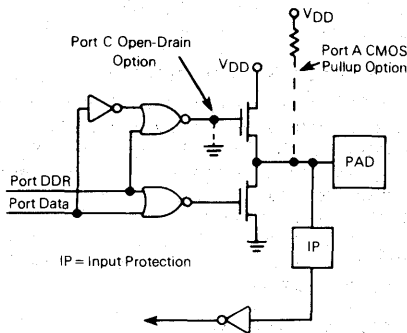 VDD
Port C Open-Drain
Option
VDD
Port A CMOS
Pullup Option
PAD
Port DDR
Port Data
IP = Input Protection
IP